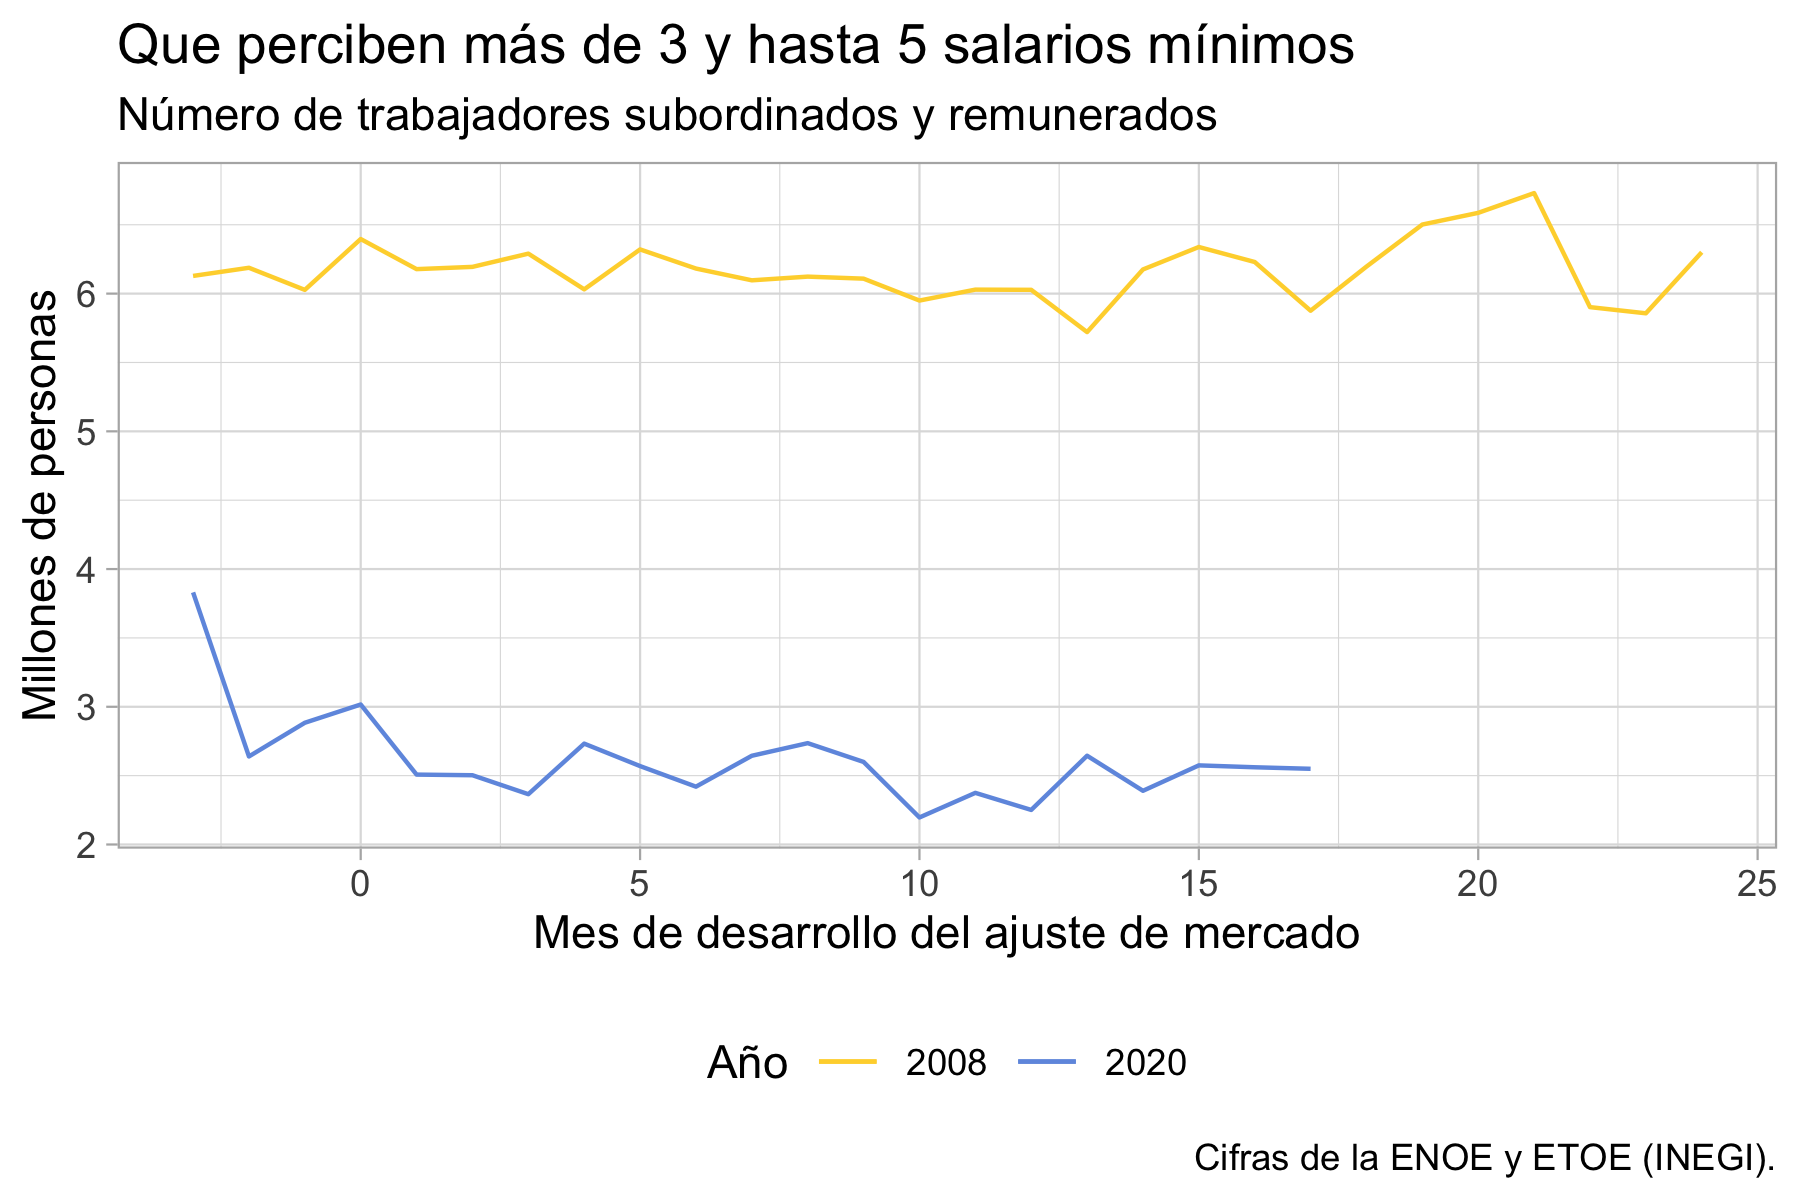 Que perciben más de 3 y hasta 5 salarios mínimos
Número de trabajadores subordinados y remunerados
Millones de personas
6
5
4
3
2
0 5 10 15 20 25
Mes de desarrollo del ajuste de mercado
Año 2008 2020
Cifras de la ENOE y ETOE (INEGI).